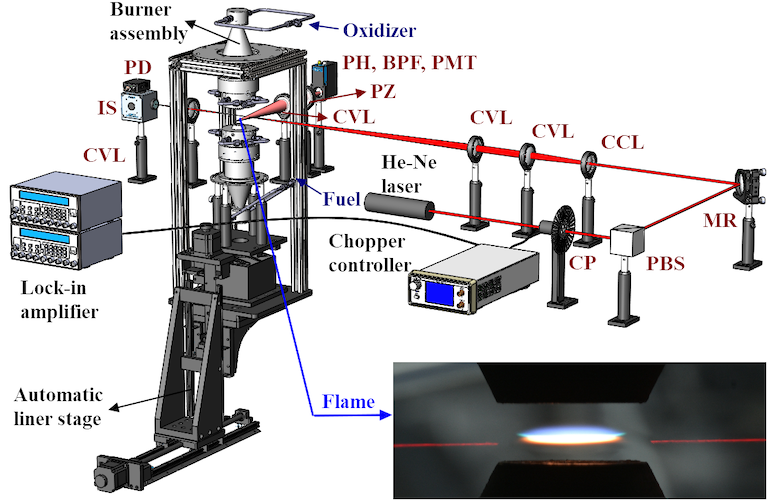 Burner
assembly
Oxidizer
PD
PH, BPF, PMT
PZ
IS
CVL
CVL
CVL
CCL
CVL
He-Ne
laser
Fuel
MR
Chopper
controller
CP
PBS
Lock-in
amplifier
Automatic
liner stage
Flame